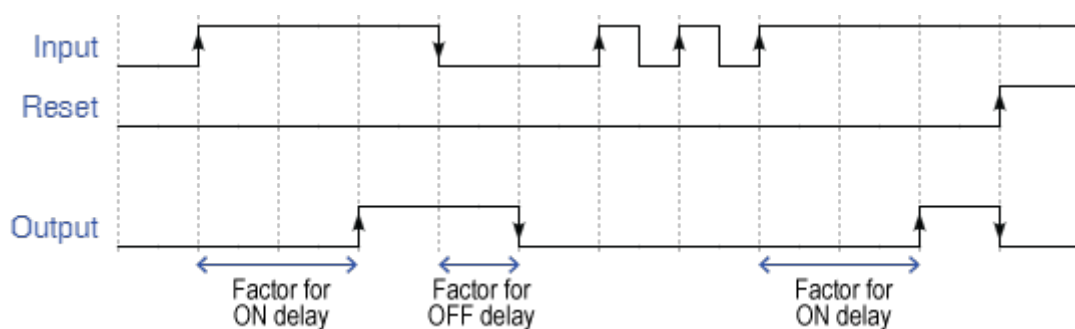 Input
Reset
Output
Factor for
ON delay
Factor for
OFF delay
Factor for
ON delay